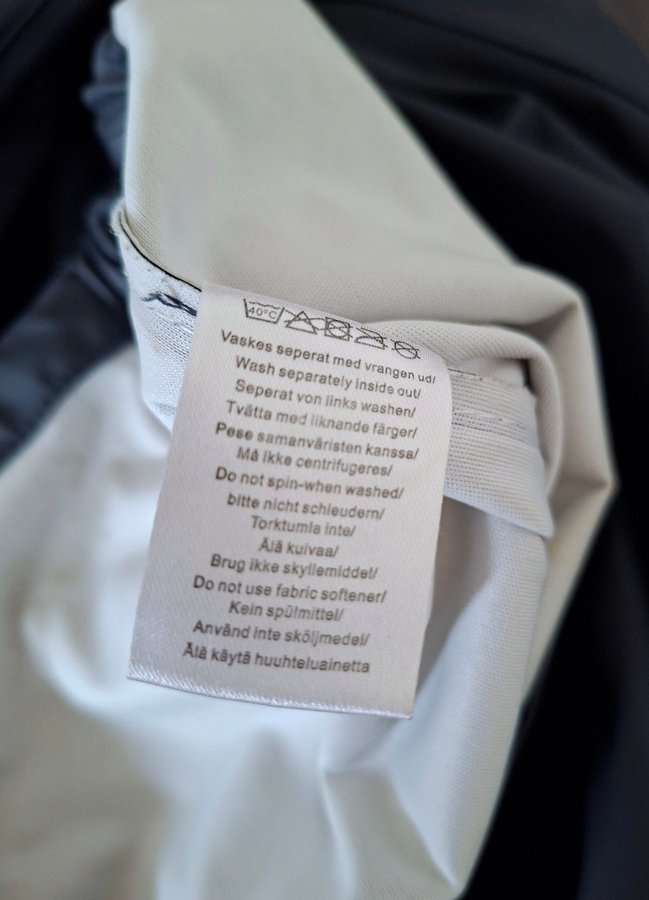 40°C
Vaskes seperat med vrangen ud/
Wash separately inside out/
Seperat von links washen/
Tvätta med liknande färger/
Pese samanväristen kanssa/
Må ikke centrifugeres/
Do not spin-when washed/
bitte nicht schleudern/
Torktumla inte/
Älä kuivaa/
Brug ikke skyllemiddel/
Do not use fabric softener/
Kein spülmittel/
Använd inte sköljmedel/
Älä käytä huuhteluainetta